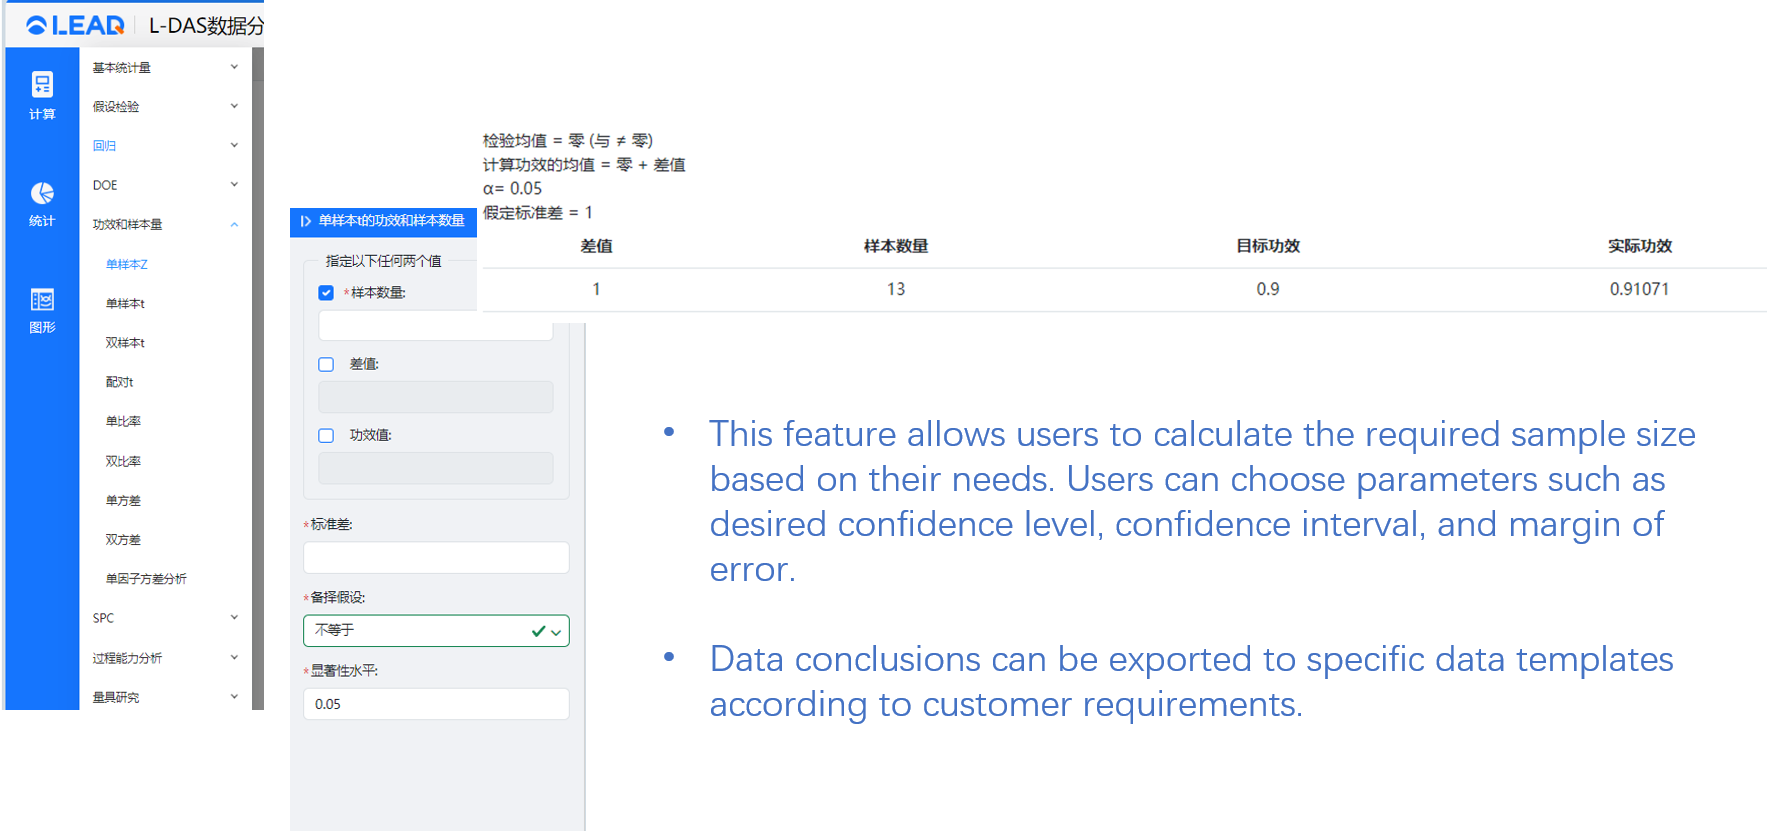 LEAD L-DAS数据分
计算
统计
图形
基本统计量
假设检验
回归
DOE
功效和样本量
单样本Z
单样本t
双样本t
配对t
单比率
双比率
单方差
双方差
单因子方差分析
SPC
过程能力分析
量具研究
单样本t的功效和样本数量
指定以下任何两个值
*样本数量:
差值:
功效值:
*标准差:
*备择假设:
不等于
*显著性水平:
0.05
检验均值 = 零 (与 ≠ 零)
计算功效的均值 = 零 + 差值
α= 0.05
假定标准差 = 1
差值 样本数量 目标功效 实际功效
1 13 0.9 0.91071
• This feature allows users to calculate the required sample size
based on their needs. Users can choose parameters such as
desired confidence level, confidence interval, and margin of
error.
• Data conclusions can be exported to specific data templates
according to customer requirements.